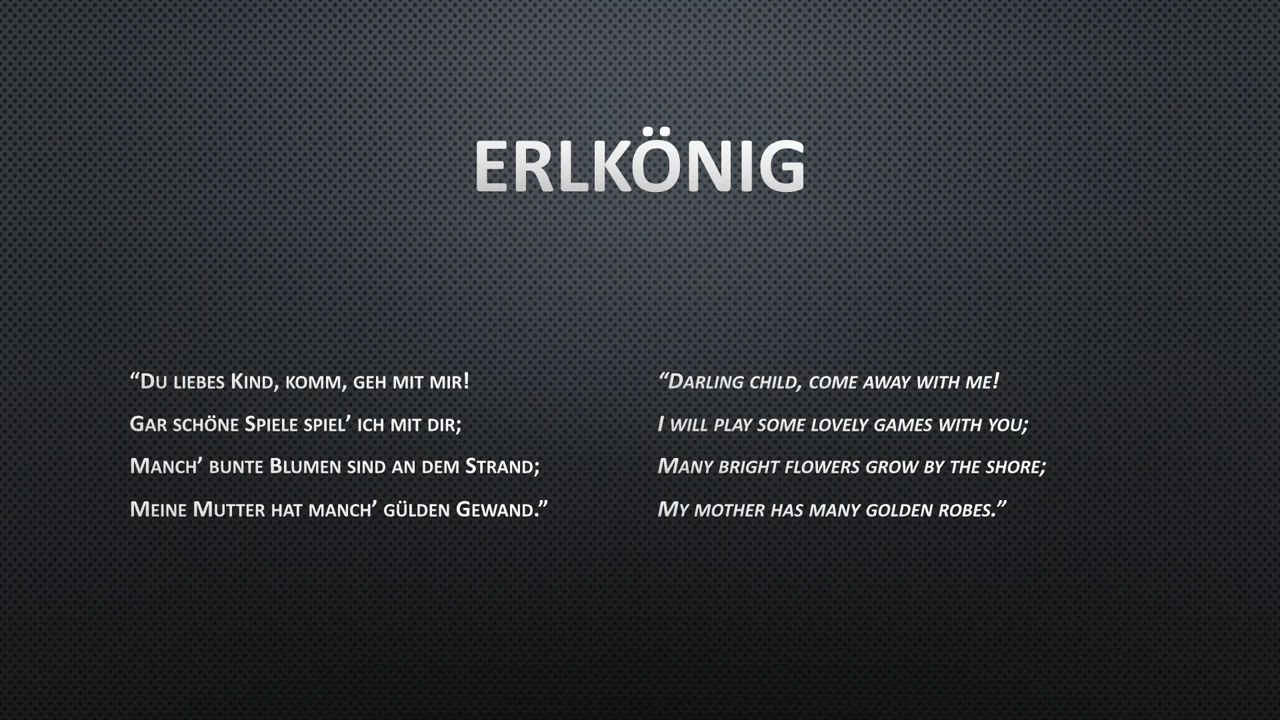 ERLKÖNIG
“Du liebes Kind, komm, geh mit mir!
Gar schöne Spiele spiel’ ich mit dir;
Manch’ bunte Blumen sind an dem Strand;
Meine Mutter hat manch’ gülden Gewand.”
“Darling child, come away with me!
I will play some lovely games with you;
Many bright flowers grow by the shore;
My mother has many golden robes.”